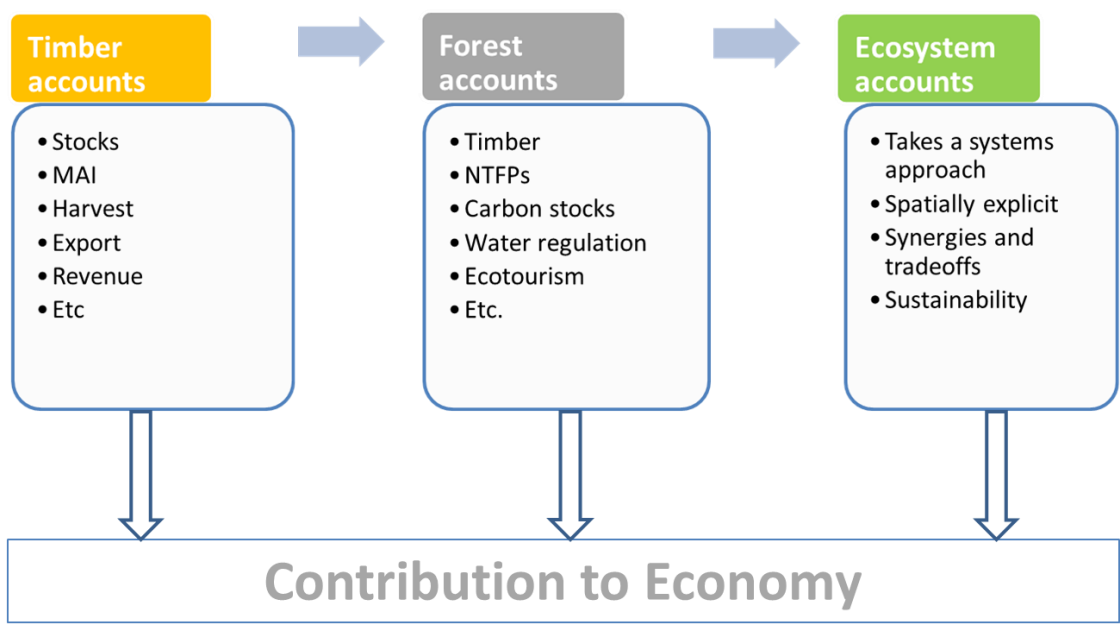 Timber
accounts
• Stocks
• MAI
• Harvest
• Export
• Revenue
• Etc
Forest
accounts
• Timber
• NTFPs
• Carbon stocks
• Water regulation
• Ecotourism
• Etc.
Ecosystem
accounts
• Takes a systems
approach
• Spatially explicit
• Synergies and
tradeoffs
• Sustainability
Contribution to Economy